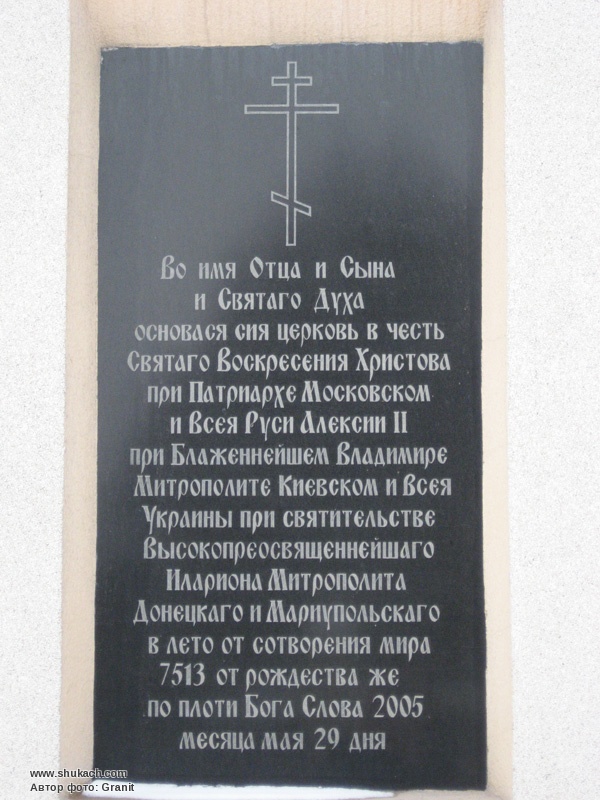 Во имя Отца и Сына
и Святаго Духа
основася сия церковь в честь
Святаго Воскресения Христова
при Патриархе Московском
и Всея Руси Алексии II
при Блаженнейшем Владимире
Митрополите Киевском и Всея
Украины при святительстве
Высокопреосвященнейшаго
Илариона Митрополита
Донецкаго и Мариупольскаго
в лето от сотворения мира
7513 от рождества же
по плоти Бога Слова 2005
месяца мая 29 дня
www.shukach.com
Автор фото: Granit